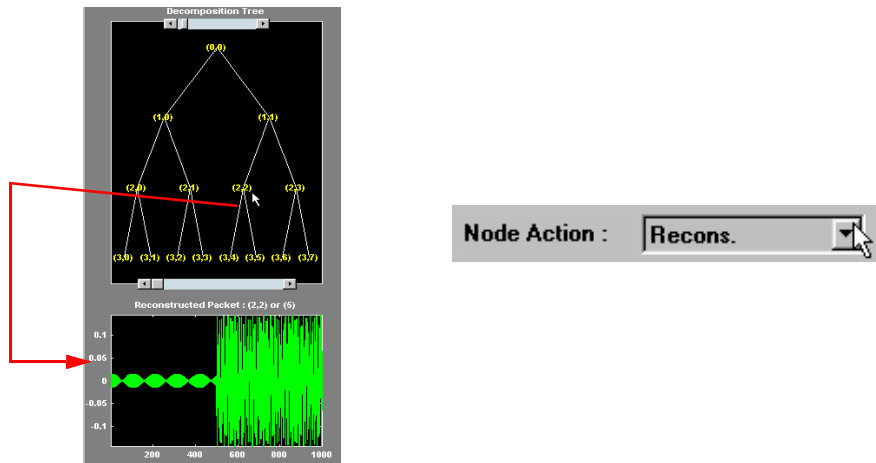 Decomposition Tree
(0,0)
(1,0) (1,1)
(2,0) (2,1) (2,2) (2,3)
(3,0) (3,1) (3,2) (3,3) (3,4) (3,5) (3,6) (3,7)
Reconstructed Packet : (2,2) or (5)
0.1
0.05
0
-0.05
-0.1
200 400 600 800 1000
Node Action : Recons.